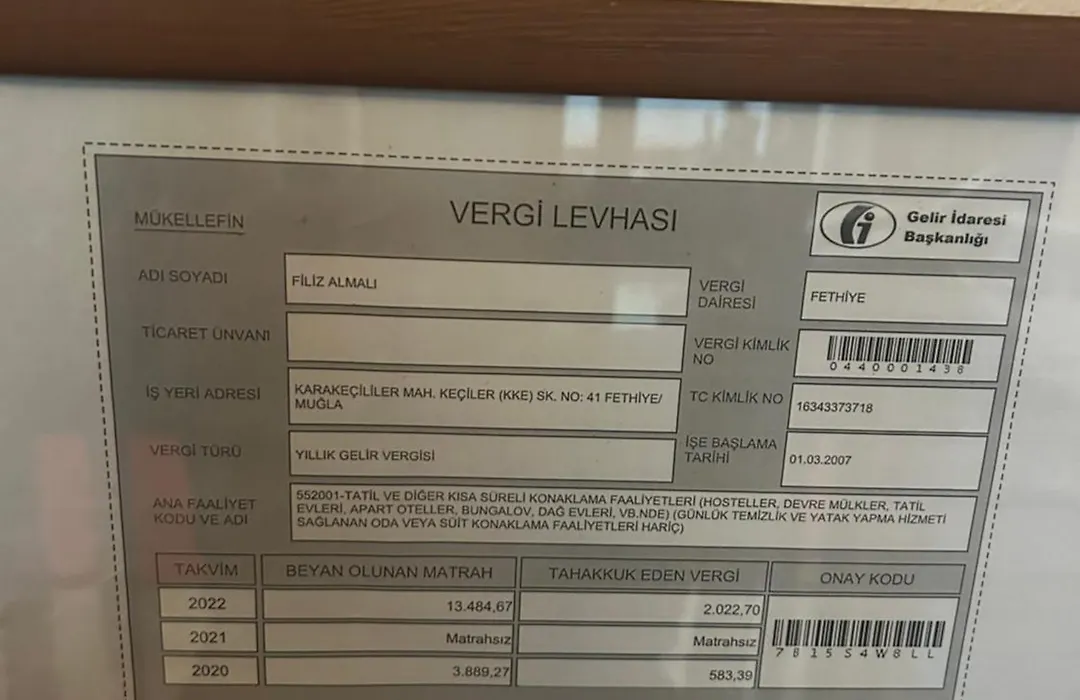 VERGİ LEVHASI
Gelir İdaresi
Başkanlığı
MÜKELLEFİN
ADI SOYADI
FİLİZ ALMALI
VERGİ
DAİRESİ
FETHİYE
TİCARET ÜNVANI
VERGİ KİMLİK
NO
0440001438
İŞ YERİ ADRESİ
KARAKEÇİLİLER MAH. KEÇİLER (KKE) SK. NO: 41 FETHİYE/
MUĞLA
TC KİMLİK NO
16343373718
VERGİ TÜRÜ
YILLIK GELİR VERGİSİ
İŞE BAŞLAMA
TARİHİ
01.03.2007
ANA FAALİYET
KODU VE ADI
552001-TATİL VE DİĞER KISA SÜRELİ KONAKLAMA FAALİYETLERİ (HOSTELLER, DEVRE MÜLKLER, TATİL
EVLERİ, APART OTELLER, BUNGALOV, DAĞ EVLERİ, VB.NDE) (GÜNLÜK TEMİZLİK VE YATAK YAPMA HİZMETİ
SAĞLANAN ODA VEYA SÜİT KONAKLAMA FAALİYETLERİ HARİÇ)
TAKVİM BEYAN OLUNAN MATRAH TAHAKKUK EDEN VERGİ ONAY KODU
2022 13.484,67 2.022,70
2021 Matrahsız Matrahsız
7B15S4W8LL
2020 3.889,27 583,39